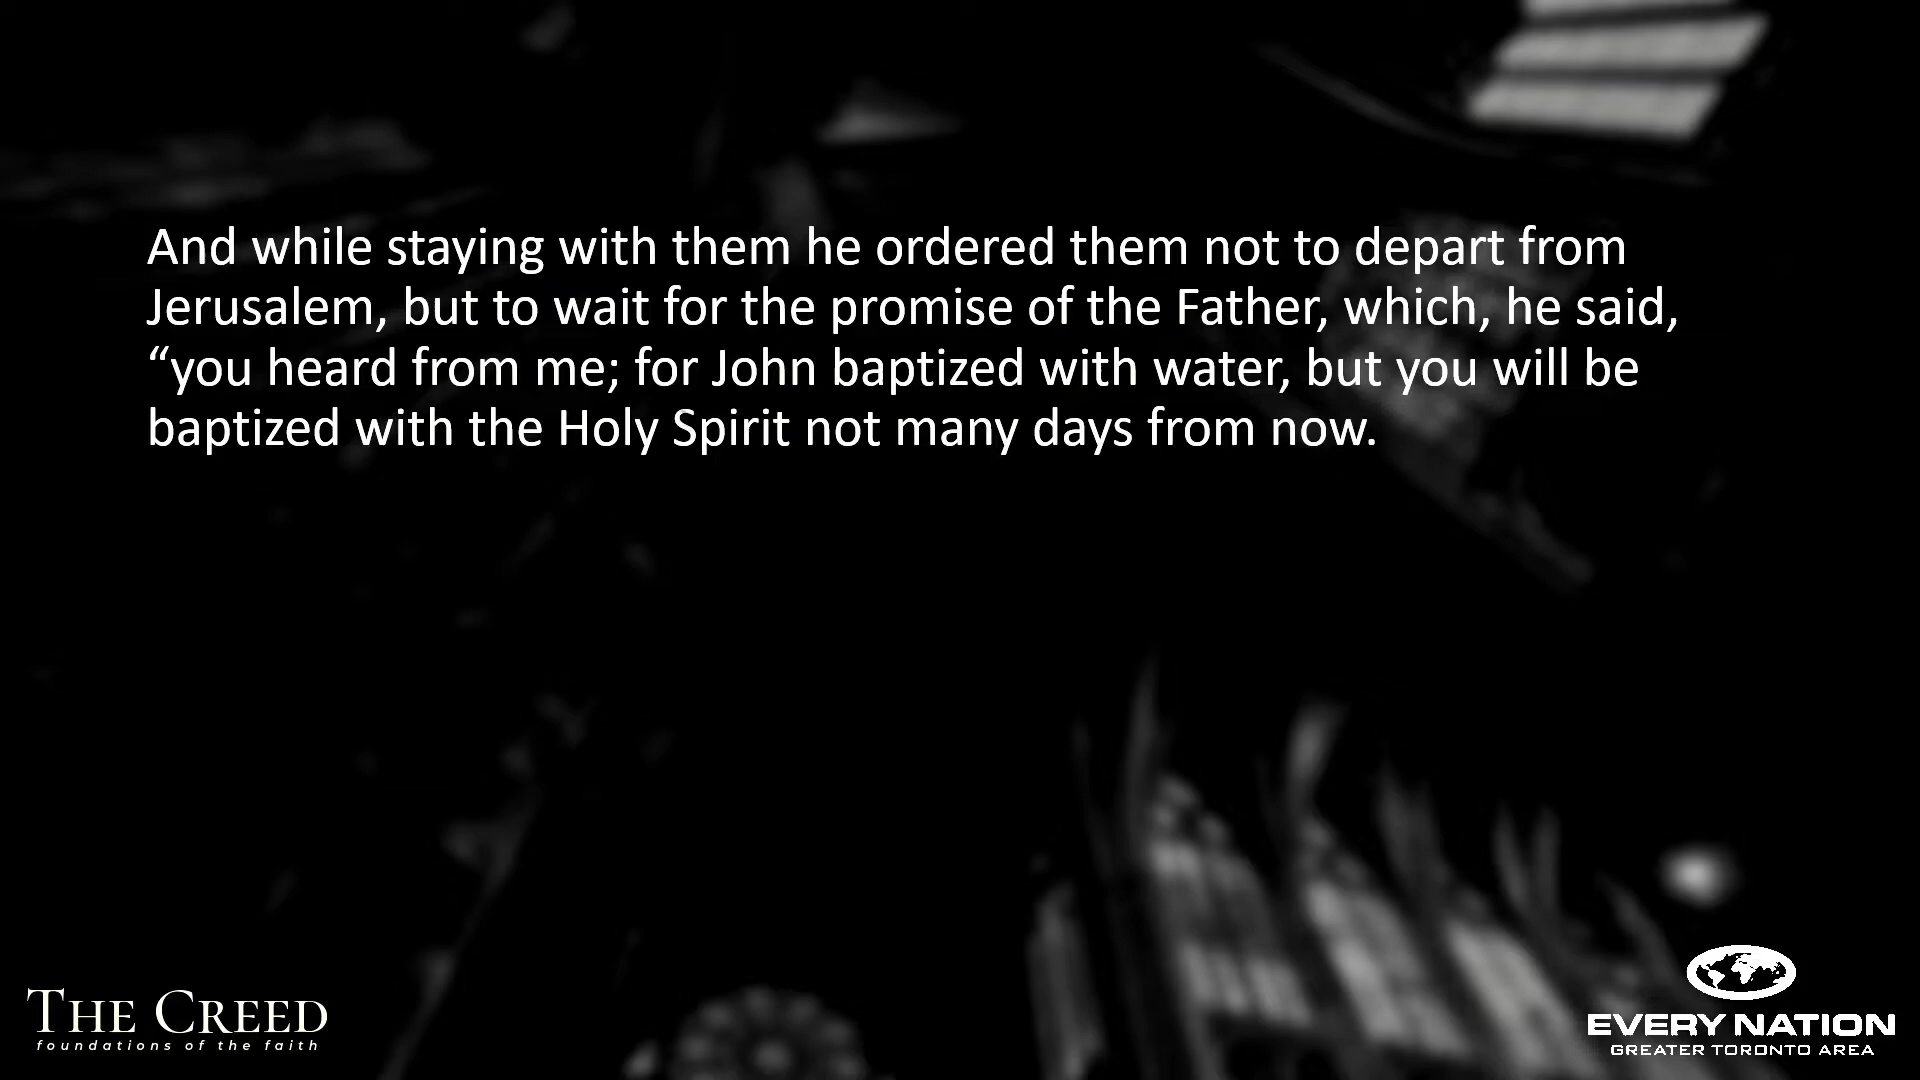 And while staying with them he ordered them not to depart from
Jerusalem, but to wait for the promise of the Father, which, he said,
“you heard from me; for John baptized with water, but you will be
baptized with the Holy Spirit not many days from now.
THE CREED
foundations of the faith
EVERY NATION
GREATER TORONTO AREA